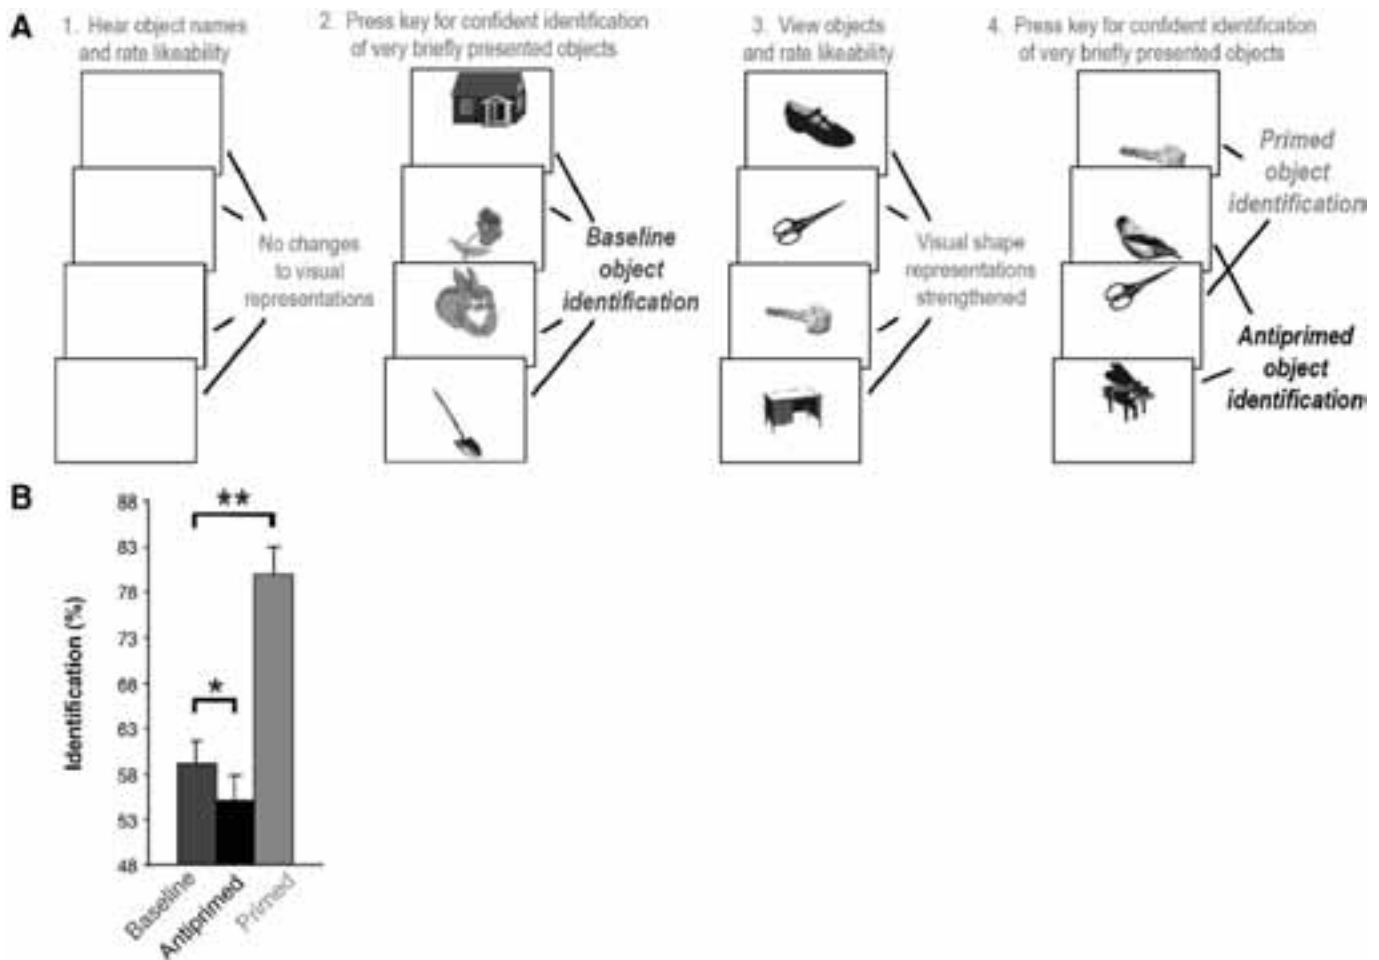 A
1. Hear object names
and rate likeability
2. Press key for confident identification
of very briefly presented objects
3. View objects
and rate likeability
4. Press key for confident identification
of very briefly presented objects
No changes
to visual
representations
Baseline
object
identification
Visual shape
representations
strengthened
Primed
object
identification
Antiprimed
object
identification
B
88
83
78
73
68
63
58
53
48
Identification (%)
**
*
Baseline
Antiprimed
Primed